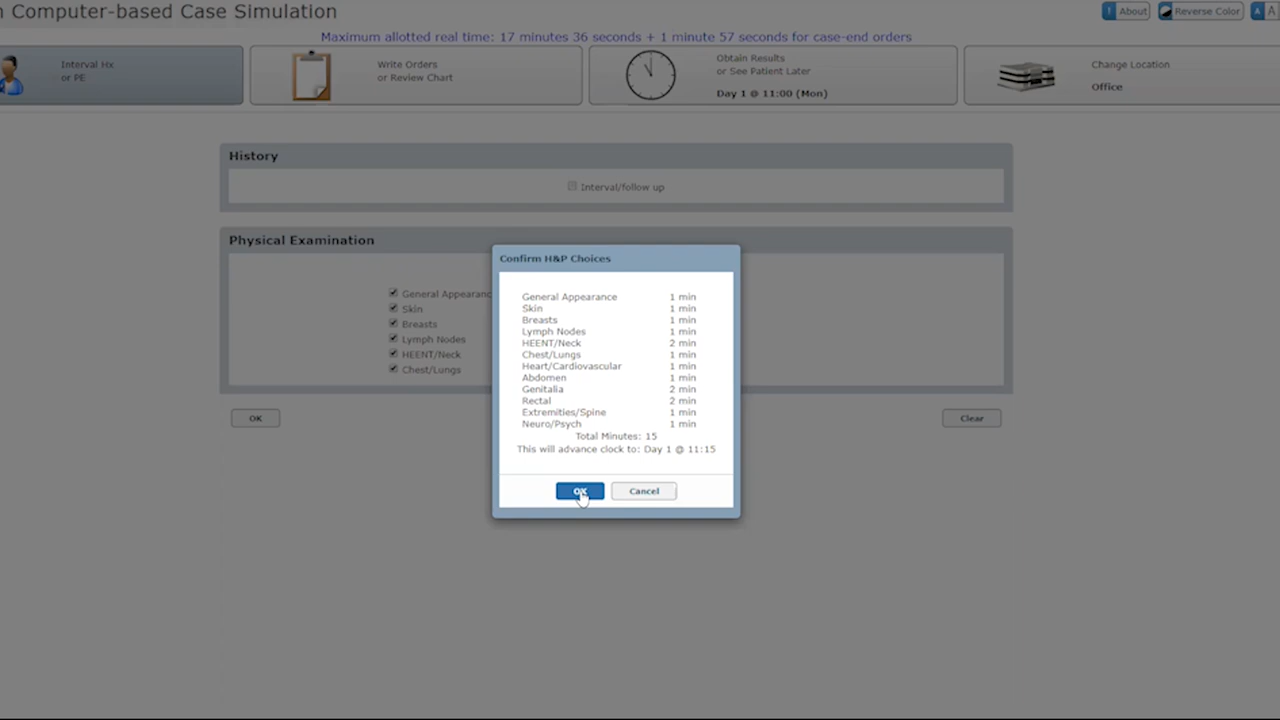 n Computer-based Case Simulation
About
Reverse Color
A A
Maximum allotted real time: 17 minutes 36 seconds + 1 minute 57 seconds for case-end orders
Interval Hx
or PE
Write Orders
or Review Chart
Obtain Results
or See Patient Later
Day 1 @ 11:00 (Mon)
Change Location
Office
History
Interval/follow up
Physical Examination
General Appearanc
Skin
Breasts
Lymph Nodes
HEENT/Neck
Chest/Lungs
OK
Clear
Confirm H&P Choices
General Appearance 1 min
Skin 1 min
Breasts 1 min
Lymph Nodes 1 min
HEENT/Neck 2 min
Chest/Lungs 1 min
Heart/Cardiovascular 1 min
Abdomen 1 min
Genitalia 2 min
Rectal 2 min
Extremities/Spine 1 min
Neuro/Psych 1 min
Total Minutes: 15
This will advance clock to: Day 1 @ 11:15
OK
Cancel